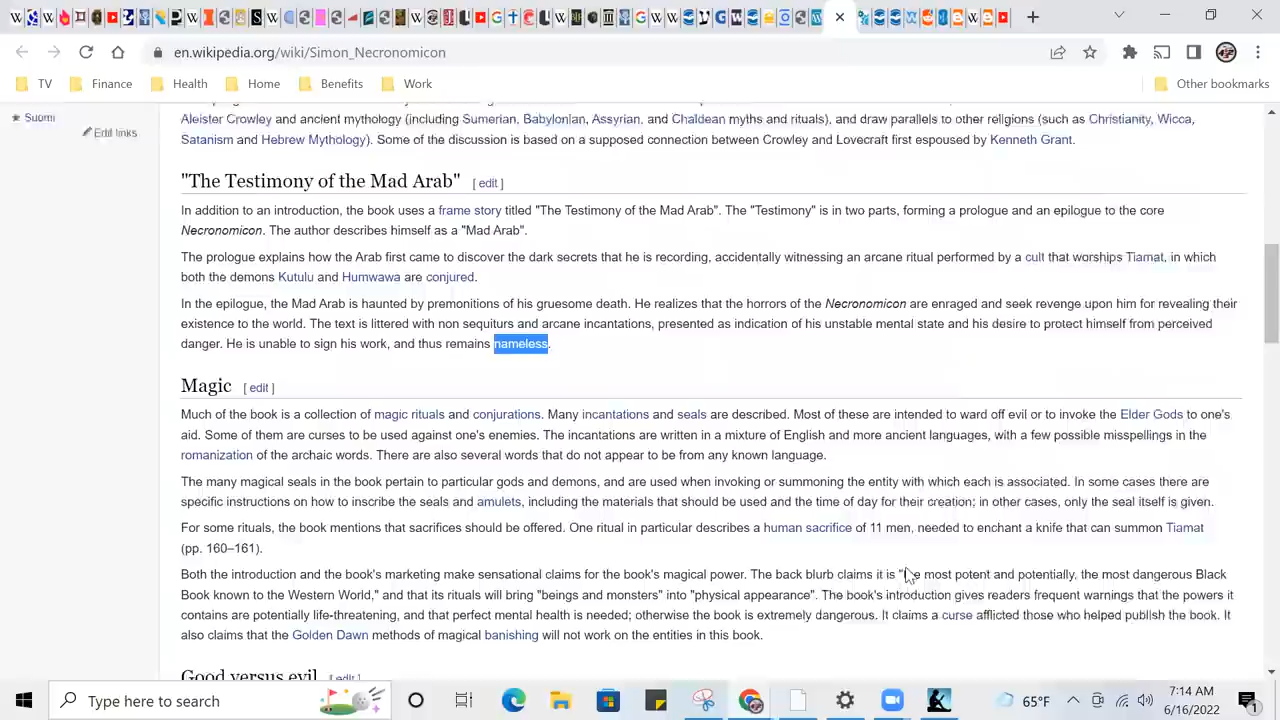 en.wikipedia.org/wiki/Simon_Necronomicon
TV Finance Health Home Benefits Work Other bookmarks
Suomi
Edit links
Aleister Crowley and ancient mythology (including Sumerian, Babylonian, Assyrian, and Chaldean myths and rituals), and draw parallels to other religions (such as Christianity, Wicca,
Satanism and Hebrew Mythology). Some of the discussion is based on a supposed connection between Crowley and Lovecraft first espoused by Kenneth Grant.
"The Testimony of the Mad Arab" [ edit ]
In addition to an introduction, the book uses a frame story titled "The Testimony of the Mad Arab". The "Testimony" is in two parts, forming a prologue and an epilogue to the core
Necronomicon. The author describes himself as a "Mad Arab".
The prologue explains how the Arab first came to discover the dark secrets that he is recording, accidentally witnessing an arcane ritual performed by a cult that worships Tiamat, in which
both the demons Kutulu and Humwawa are conjured.
In the epilogue, the Mad Arab is haunted by premonitions of his gruesome death. He realizes that the horrors of the Necronomicon are enraged and seek revenge upon him for revealing their
existence to the world. The text is littered with non sequiturs and arcane incantations, presented as indication of his unstable mental state and his desire to protect himself from perceived
danger. He is unable to sign his work, and thus remains nameless.
Magic [ edit ]
Much of the book is a collection of magic rituals and conjurations. Many incantations and seals are described. Most of these are intended to ward off evil or to invoke the Elder Gods to one's
aid. Some of them are curses to be used against one's enemies. The incantations are written in a mixture of English and more ancient languages, with a few possible misspellings in the
romanization of the archaic words. There are also several words that do not appear to be from any known language.
The many magical seals in the book pertain to particular gods and demons, and are used when invoking or summoning the entity with which each is associated. In some cases there are
specific instructions on how to inscribe the seals and amulets, including the materials that should be used and the time of day for their creation; in other cases, only the seal itself is given.
For some rituals, the book mentions that sacrifices should be offered. One ritual in particular describes a human sacrifice of 11 men, needed to enchant a knife that can summon Tiamat
(pp. 160–161).
Both the introduction and the book's marketing make sensational claims for the book's magical power. The back blurb claims it is "the most potent and potentially, the most dangerous Black
Book known to the Western World," and that its rituals will bring "beings and monsters" into "physical appearance". The book's introduction gives readers frequent warnings that the powers it
contains are potentially life-threatening, and that perfect mental health is needed; otherwise the book is extremely dangerous. It claims a curse afflicted those who helped publish the book. It
also claims that the Golden Dawn methods of magical banishing will not work on the entities in this book.
Good versus evil [ edit ]
Type here to search
65°F
7:14 AM
6/16/2022
1